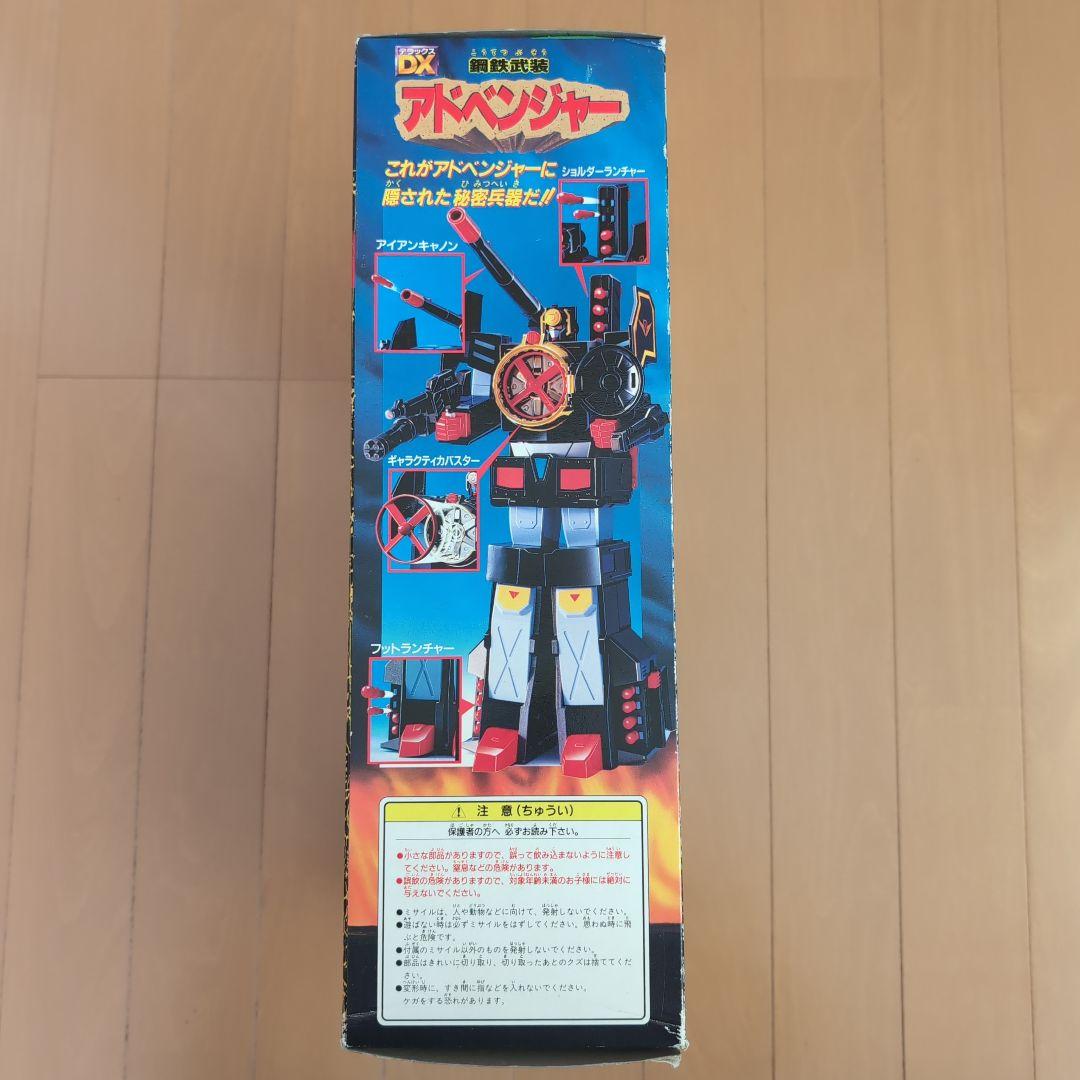 デラックス
DX
こうてつ ぶ そう
鋼鉄武装
アドベンジャー
これがアドベンジャーに
かく ひ みつへい き
隠された秘密兵器だ!!
ショルダーランチャー
アイアンキャノン
ギャラクティカバスター
フットランチャー
注 意(ちゅうい)
保護者の方へ 必ずお読み下さい。
●小さな部品がありますので、誤って飲み込まないように注意し
てください。窒息などの危険があります。
●誤飲の危険がありますので、対象年齢未満のお子様には絶対に
与えないでください。
●ミサイルは、人や動物などに向けて、発射しないでください。
●遊ばない時は必ずミサイルをはずしてください。思わぬ時に飛
ぶと危険です。
●付属のミサイル以外のものを発射しないでください。
●部品はきれいに切り取り、切り取ったあとのクズは捨ててくだ
さい。
●変形時に、すき間に指などを入れないでください。
ケガをする恐れがあります。